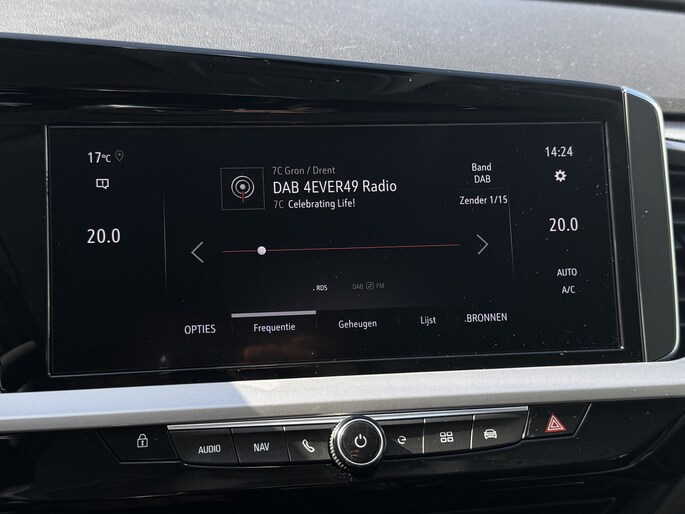 17°C
14:24
7C Gron / Drent
DAB 4EVER49 Radio
7C Celebrating Life!
Band
DAB
Zender 1/15
20.0
20.0
AUTO
A/C
.RDS
DAB FM
OPTIES
Frequentie
Geheugen
Lijst
.BRONNEN
AUDIO
NAV